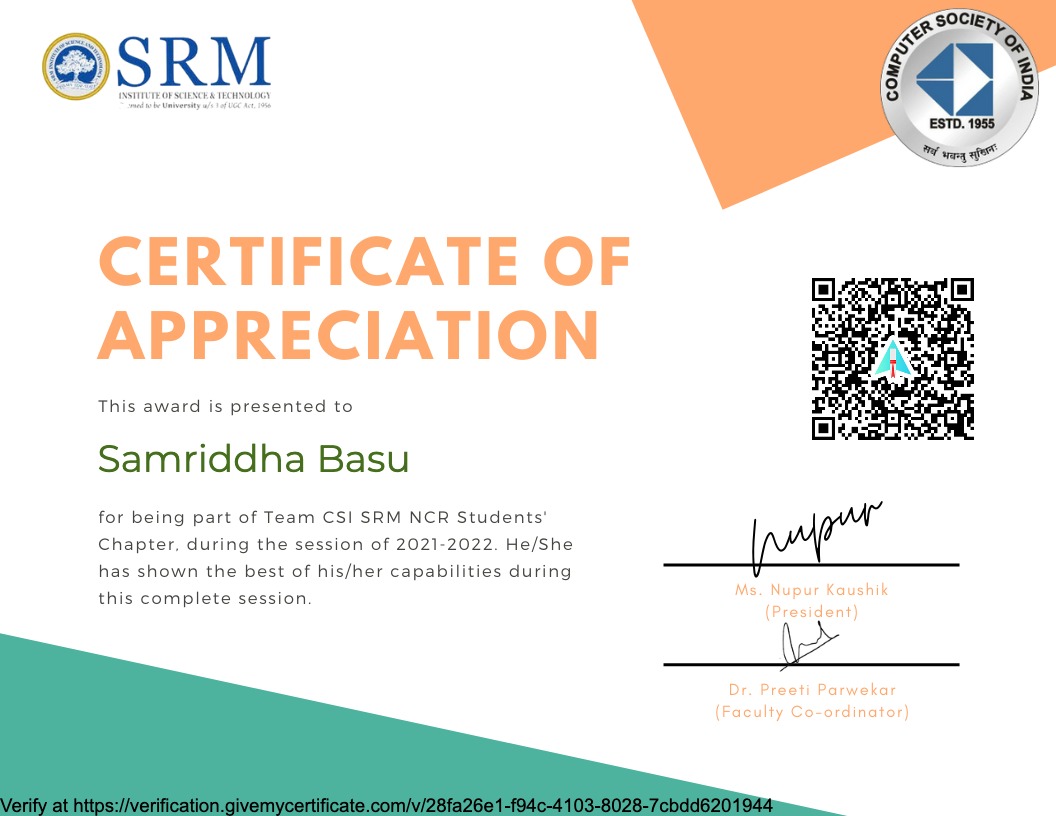 SRM
INSTITUTE OF SCIENCE & TECHNOLOGY
emed to be University u/s 3 of UGC Act, 1956
COMPUTER SOCIETY OF INDIA
ESTD. 1955
सर्वे भवन्तु सुखिनः
CERTIFICATE OF
APPRECIATION
This award is presented to
Samriddha Basu
for being part of Team CSI SRM NCR Students'
Chapter, during the session of 2021-2022. He/She
has shown the best of his/her capabilities during
this complete session.
nupur
Ms. Nupur Kaushik
(President)
Dr. Preeti Parwekar
(Faculty Co-ordinator)
Verify at https://verification.givemycertificate.com/v/28fa26e1-f94c-4103-8028-7cbdd6201944